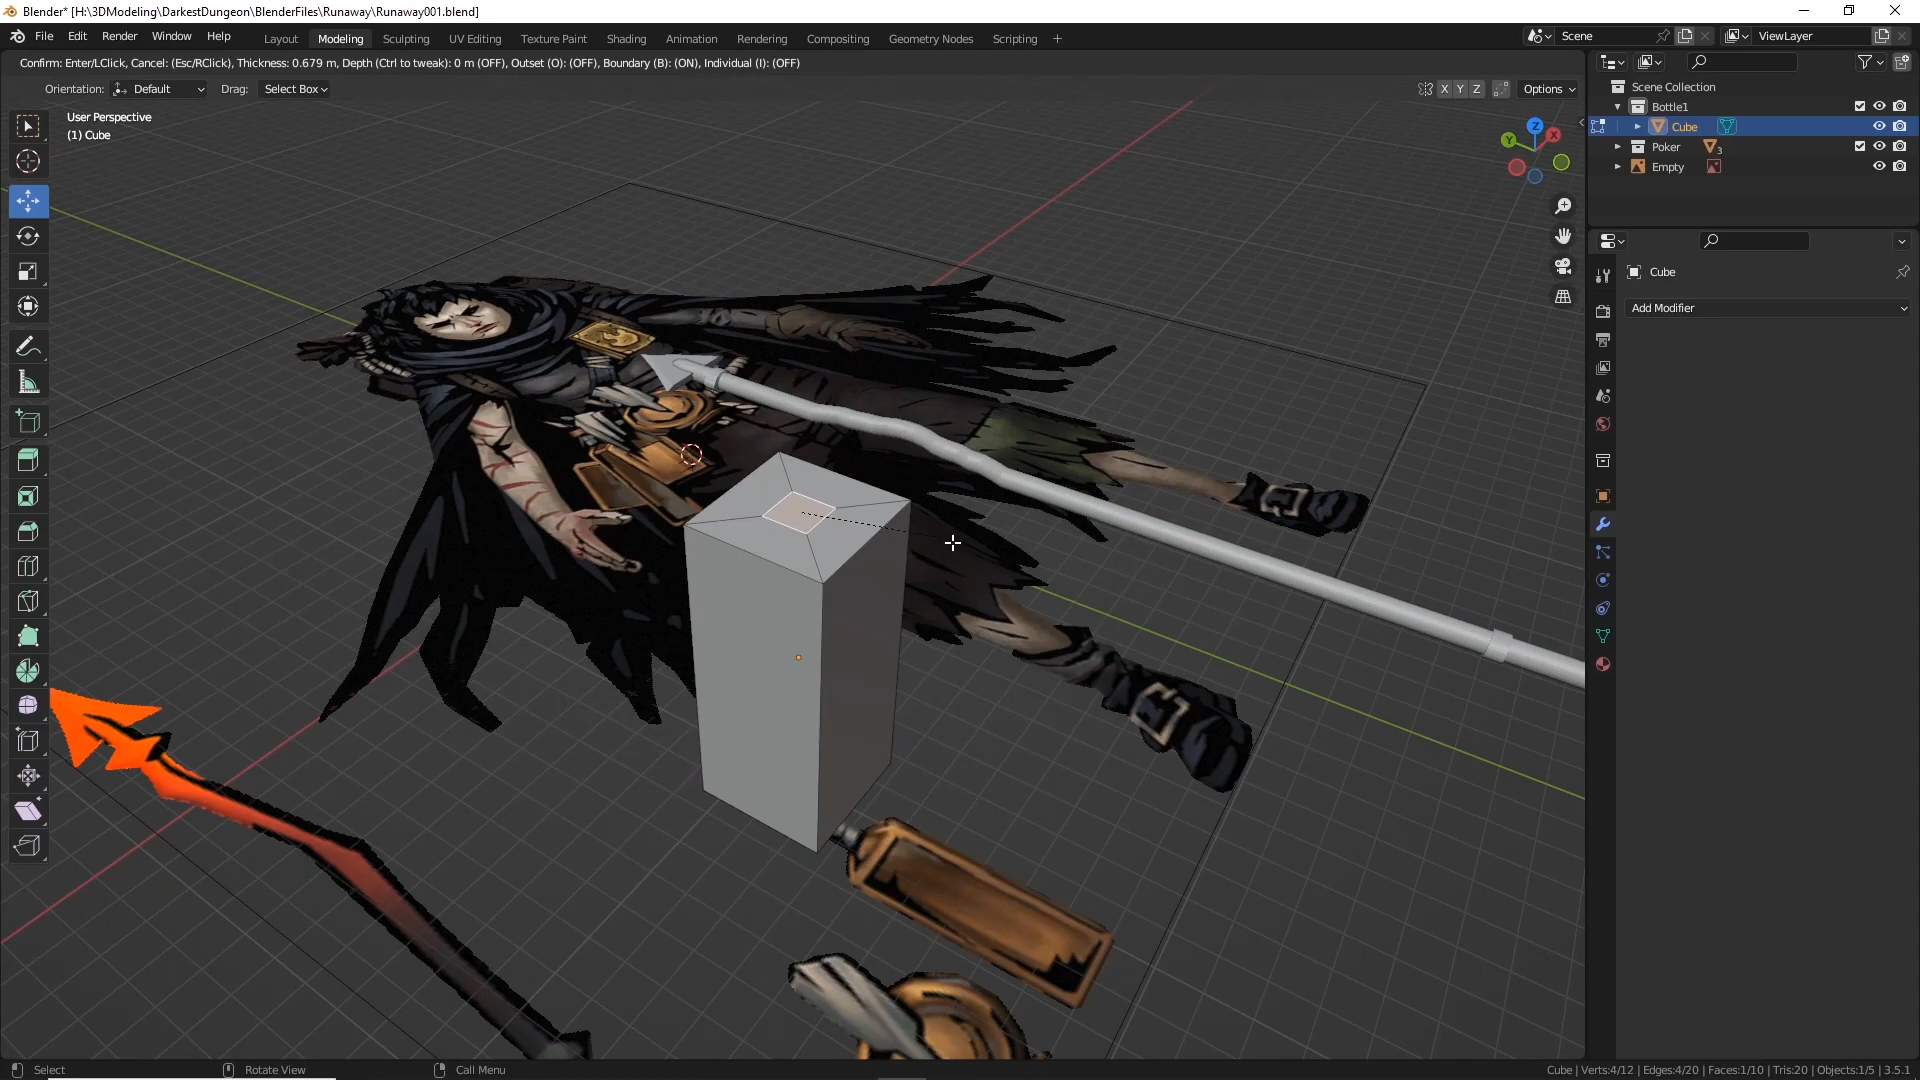 Blender* [H:\3DModeling\DarkestDungeon\BlenderFiles\Runaway\Runaway001.blend]
File Edit Render Window Help Layout Modeling Sculpting UV Editing Texture Paint Shading Animation Rendering Compositing Geometry Nodes Scripting + Scene ViewLayer
Confirm: Enter/LClick, Cancel: (Esc/RClick), Thickness: 0.679 m, Depth (Ctrl to tweak): 0 m (OFF), Outset (O): (OFF), Boundary (B): (ON), Individual (I): (OFF)
Orientation: Default Drag: Select Box X Y Z Options
Scene Collection
Bottle1
Cube
Poker 3
Empty
User Perspective
(1) Cube
Z
Y
X
Cube
Add Modifier
Select Rotate View Call Menu Cube | Verts:4/12 | Edges:4/20 | Faces:1/10 | Tris:20 | Objects:1/5 | 3.5.1